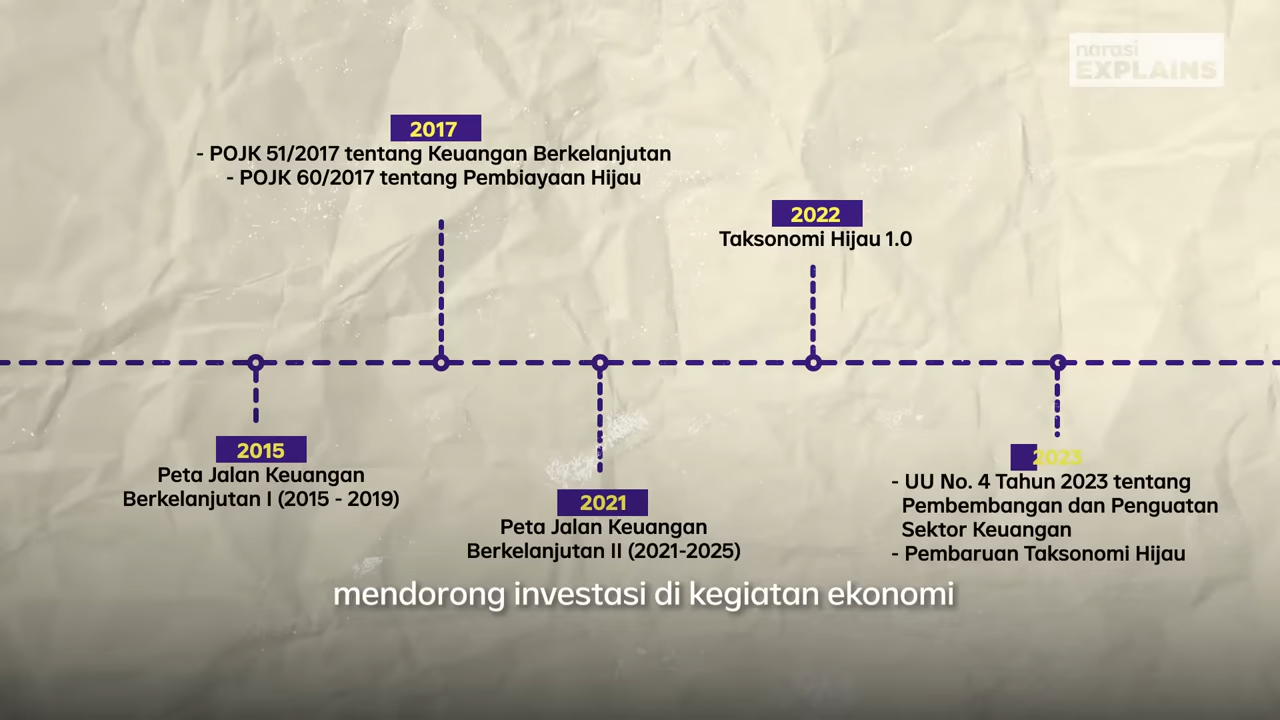 narasi
EXPLAINS
2017
- POJK 51/2017 tentang Keuangan Berkelanjutan
- POJK 60/2017 tentang Pembiayaan Hijau
2022
Taksonomi Hijau 1.0
2015
Peta Jalan Keuangan
Berkelanjutan I (2015 - 2019)
2021
Peta Jalan Keuangan
Berkelanjutan II (2021-2025)
2023
- UU No. 4 Tahun 2023 tentang
Pembembangan dan Penguatan
Sektor Keuangan
- Pembaruan Taksonomi Hijau
mendorong investasi di kegiatan ekonomi